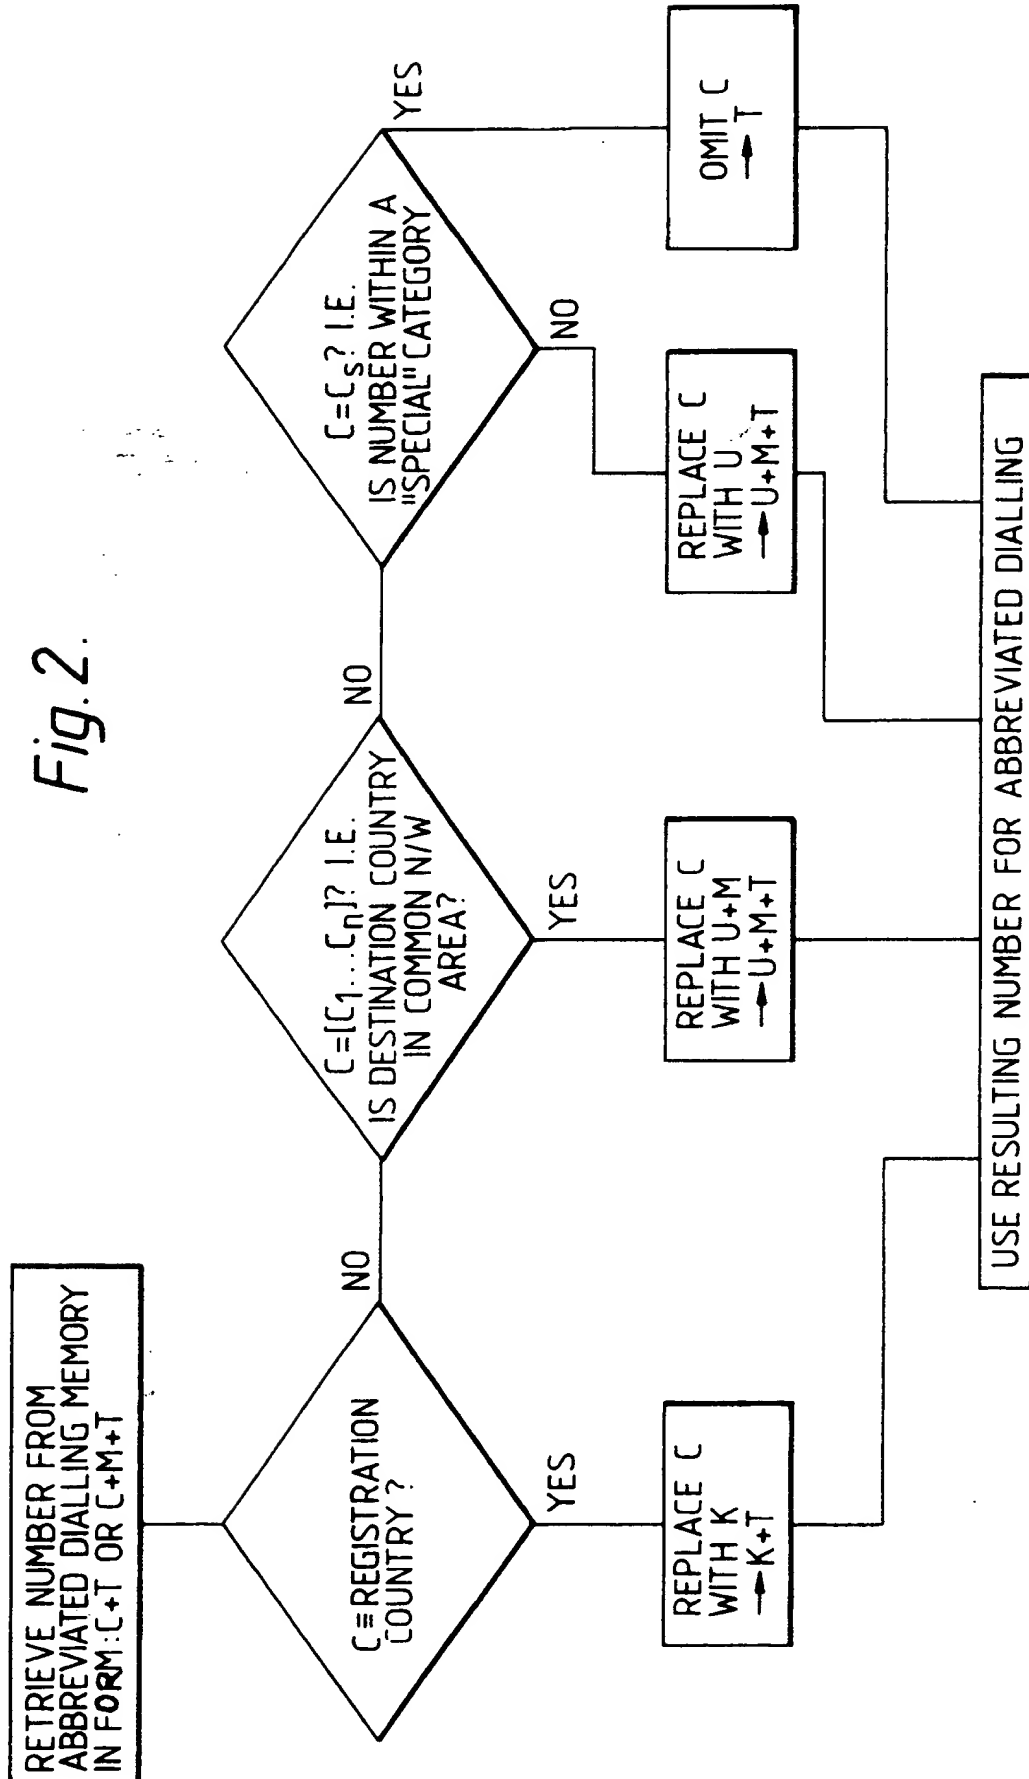 Fig. 2.
RETRIEVE NUMBER FROM
ABBREVIATED DIALLING MEMORY
IN FORM:C+T OR C+M+T
C≡REGISTRATION
COUNTRY?
NO
YES
C=[C1....Cn]? I.E.
IS DESTINATION COUNTRY
IN COMMON N/W
AREA?
NO
YES
C=Cs? I.E.
IS NUMBER WITHIN A
"SPECIAL" CATEGORY
YES
NO
REPLACE C
WITH K
→K+T
REPLACE C
WITH U+M
→U+M+T
REPLACE C
WITH U
→U+M+T
OMIT C
→T
USE RESULTING NUMBER FOR ABBREVIATED DIALLING